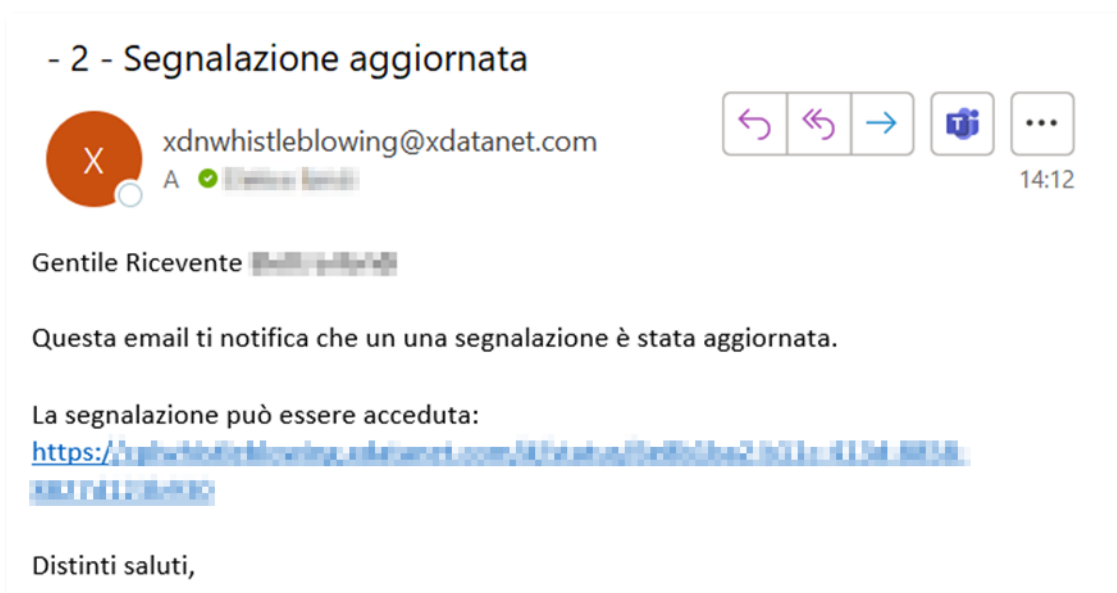 - 2 - Segnalazione aggiornata
X
xdnwhistleblowing@xdatanet.com
A
14:12
Gentile Ricevente
Questa email ti notifica che un una segnalazione è stata aggiornata.
La segnalazione può essere acceduta:
https:/
Distinti saluti,